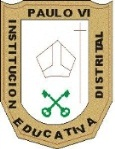 PAULO VI
INSTITUCION EDUCATIVA DISTRITAL